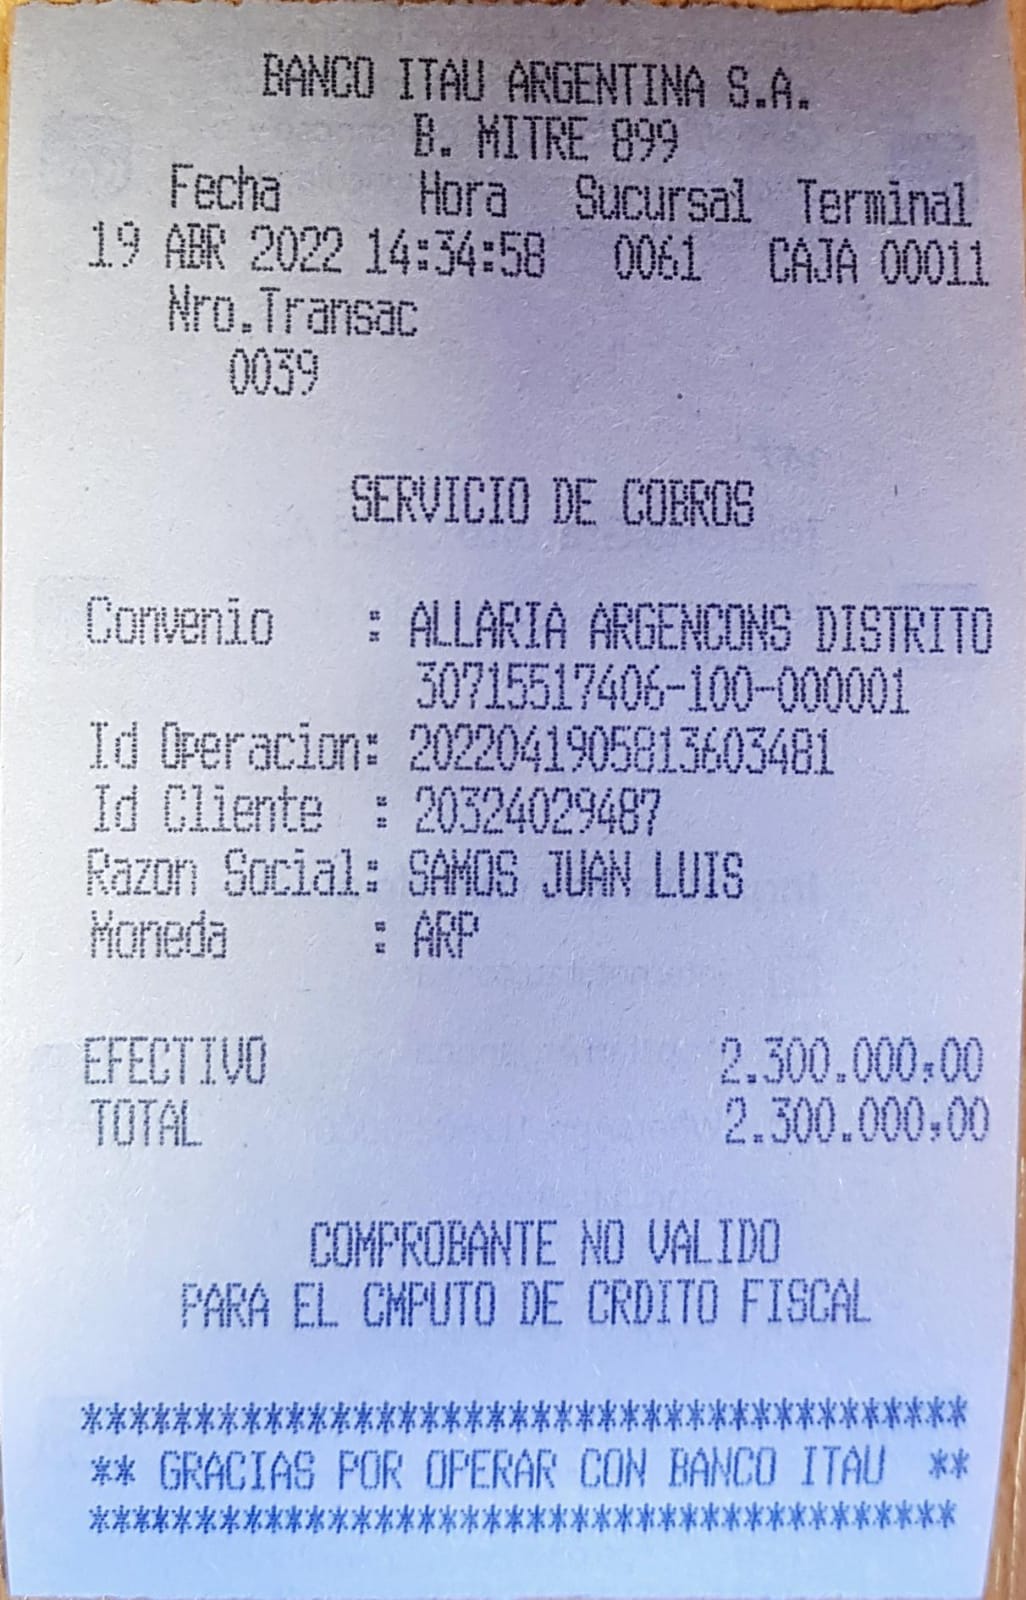 BANCO ITAU ARGENTINA S.A.
B. MITRE 899
Fecha Hora Sucursal Terminal
19 ABR 2022 14:34:58 0061 CAJA 00011
Nro.Transac
0039
SERVICIO DE COBROS
Convenio : ALLARIA ARGENCONS DISTRITO
30715517406-100-000001
Id Operacion: 2022041905813603481
Id Cliente : 20324029487
Razon Social: SAMOS JUAN LUIS
Moneda : ARP
EFECTIVO 2.300.000,00
TOTAL 2.300.000,00
COMPROBANTE NO VALIDO
PARA EL CMPUTO DE CRDITO FISCAL
***************************************
** GRACIAS POR OPERAR CON BANCO ITAU **
***************************************